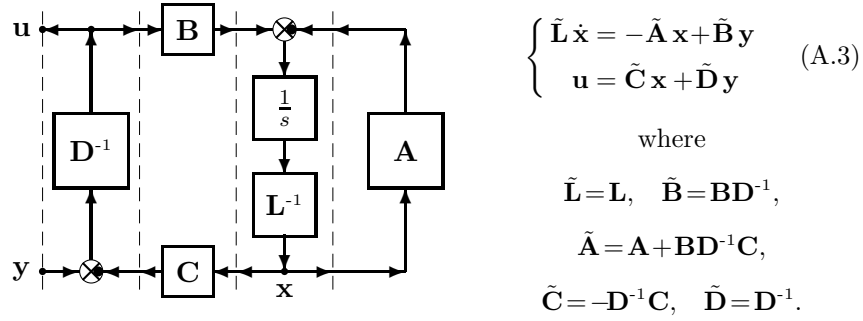 u
B
1/s
D⁻¹
A
L⁻¹
y
C
x
{ L̃ ẋ = −Ã x + B̃ y
u = C̃ x + D̃ y
(A.3)
where
L̃ = L, B̃ = BD⁻¹,
Ã = A + BD⁻¹C,
C̃ = −D⁻¹C, D̃ = D⁻¹.